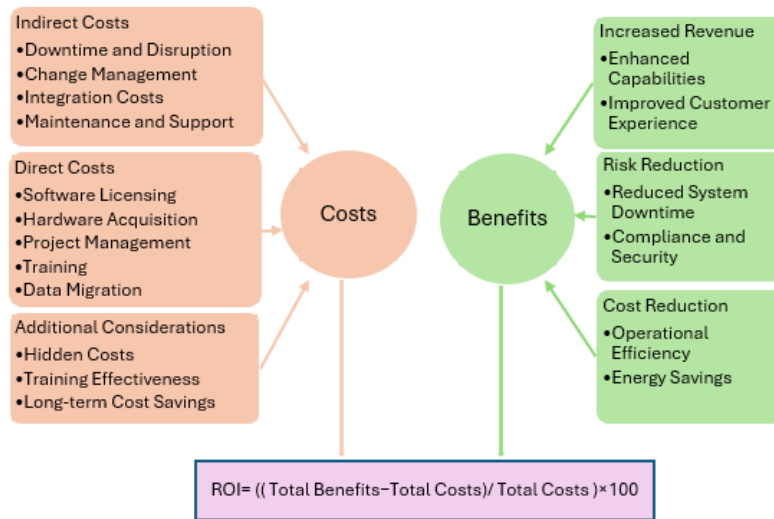 Indirect Costs
•Downtime and Disruption
•Change Management
•Integration Costs
•Maintenance and Support
Direct Costs
•Software Licensing
•Hardware Acquisition
•Project Management
•Training
•Data Migration
Additional Considerations
•Hidden Costs
•Training Effectiveness
•Long-term Cost Savings
Costs
Benefits
Increased Revenue
•Enhanced
Capabilities
•Improved Customer
Experience
Risk Reduction
•Reduced System
Downtime
•Compliance and
Security
Cost Reduction
•Operational
Efficiency
•Energy Savings
ROI= (( Total Benefits−Total Costs)/ Total Costs )×100